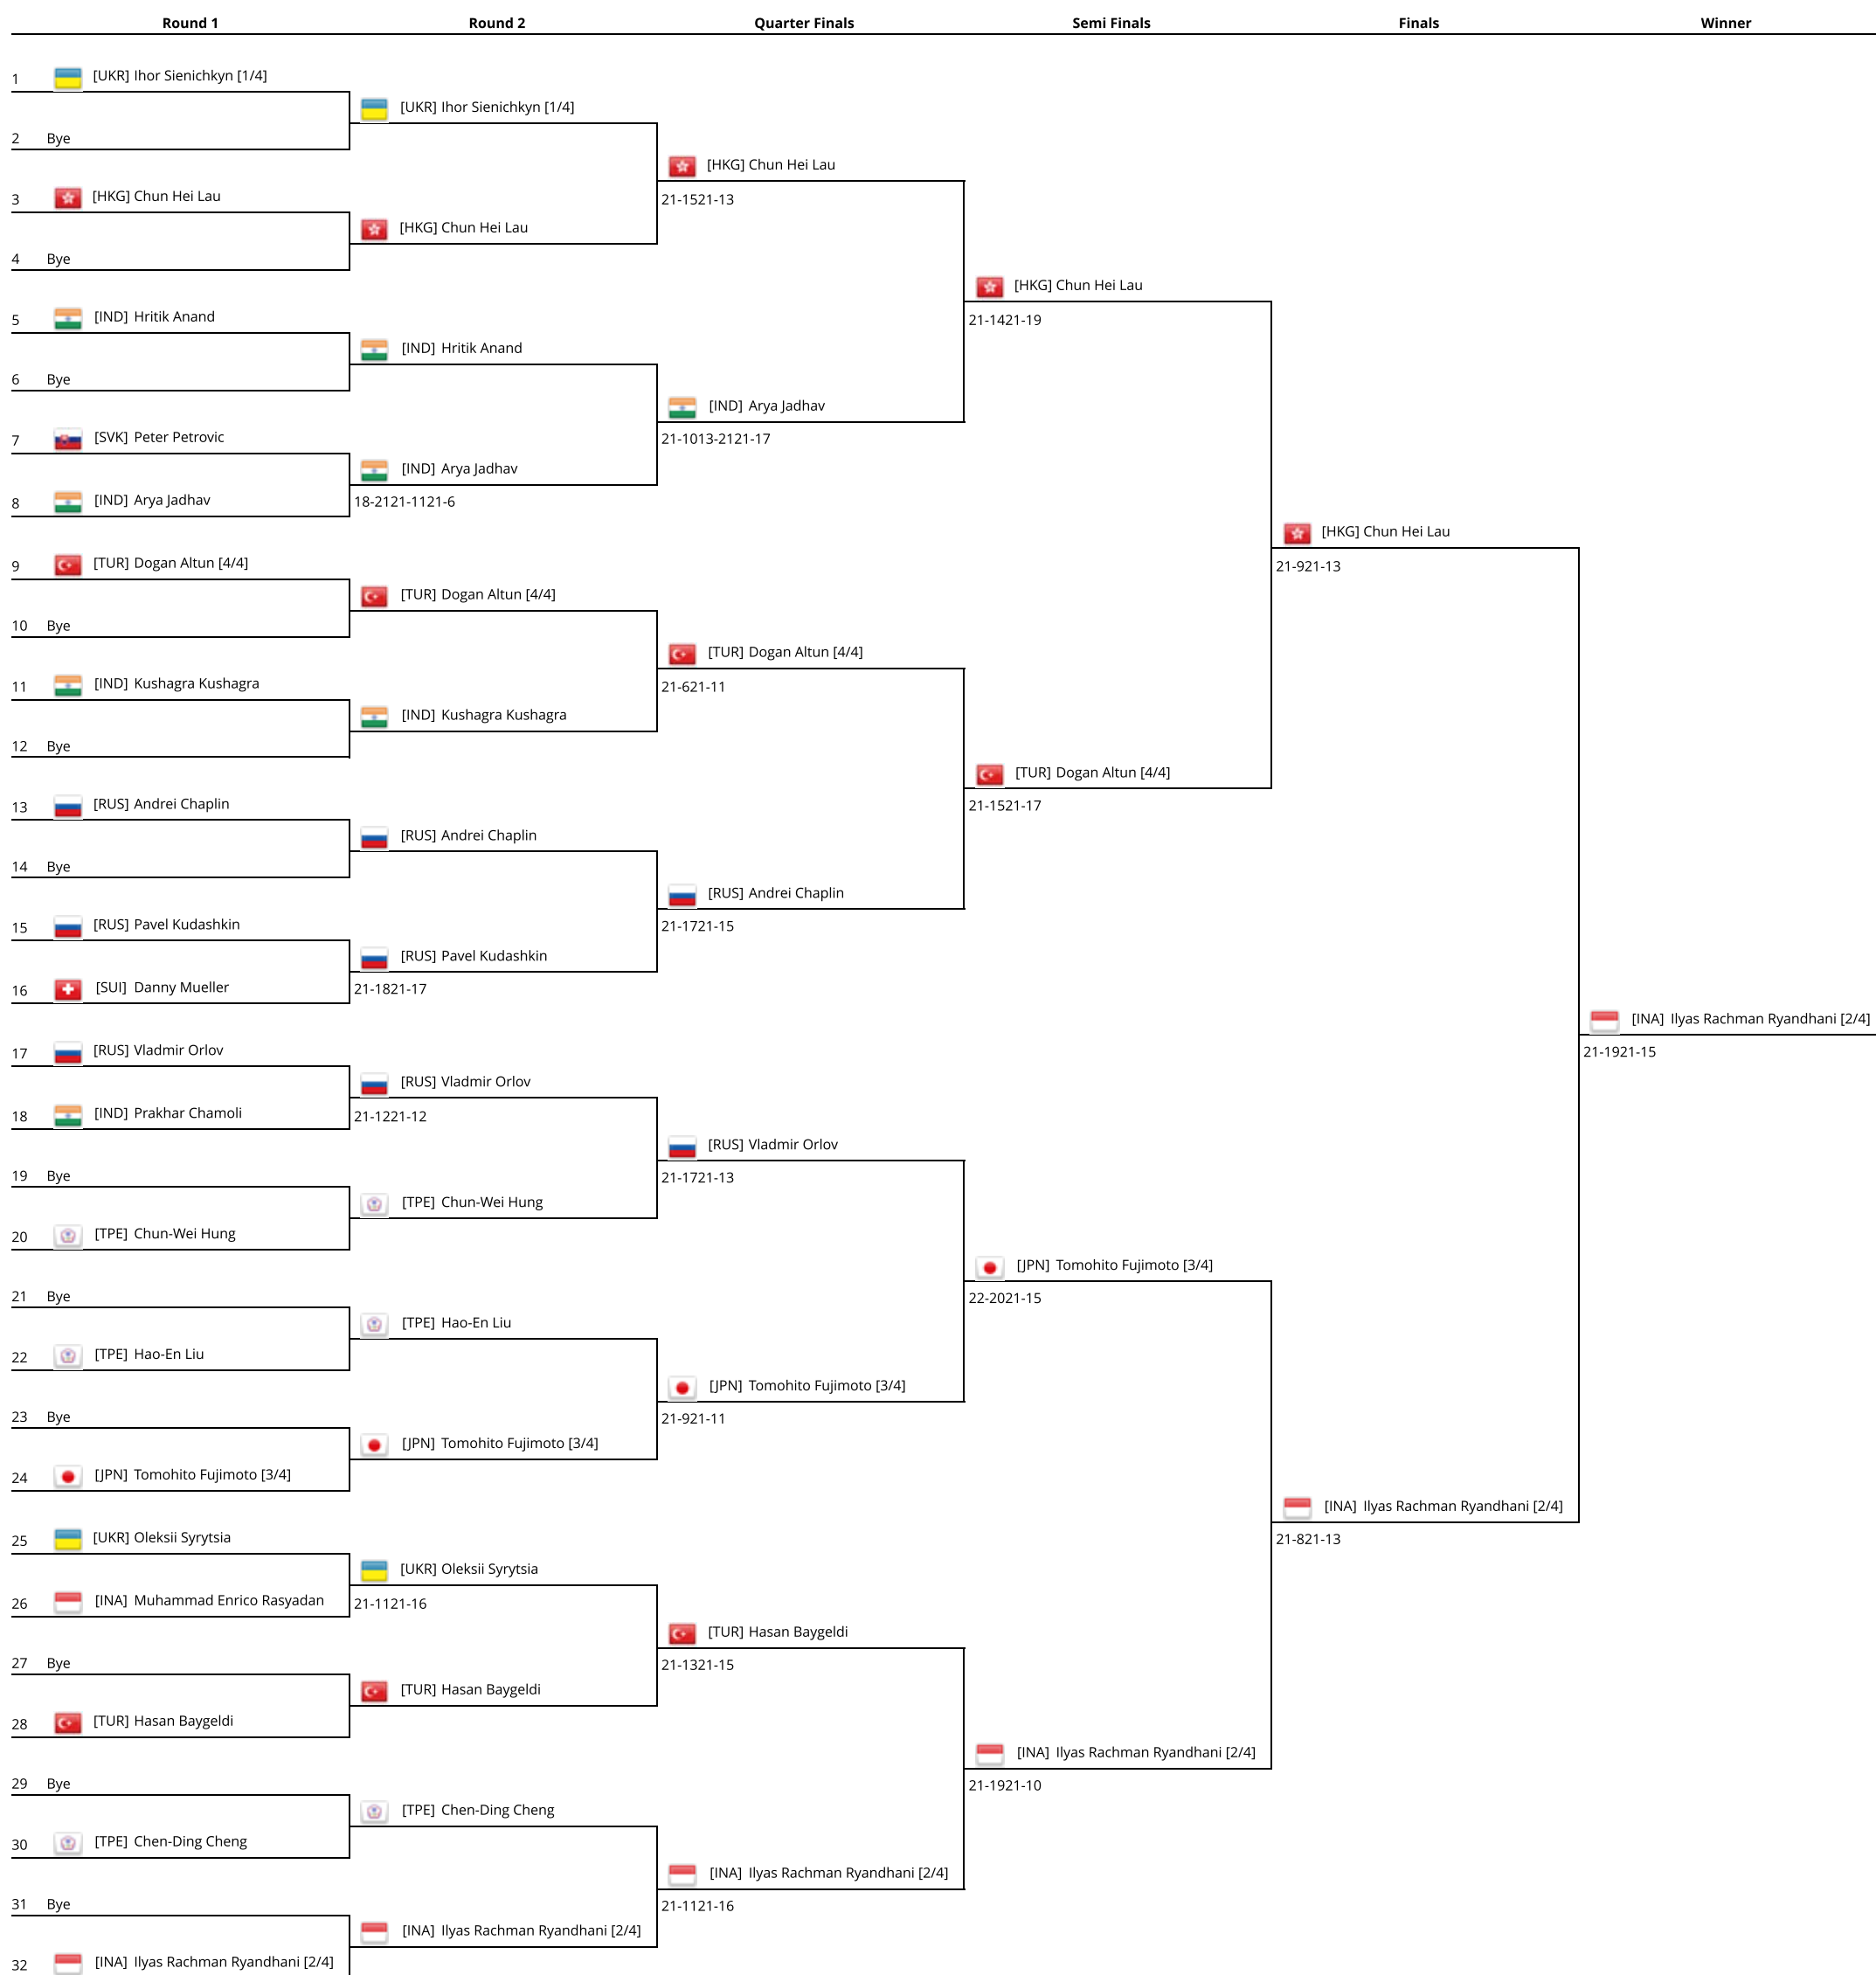 Round 1 Round 2 Quarter Finals Semi Finals Finals Winner
1 [UKR] Ihor Sienichkyn [1/4]
[UKR] Ihor Sienichkyn [1/4]
2 Bye
[HKG] Chun Hei Lau
3 [HKG] Chun Hei Lau
21-1521-13
[HKG] Chun Hei Lau
4 Bye
[HKG] Chun Hei Lau
5 [IND] Hritik Anand
21-1421-19
[IND] Hritik Anand
6 Bye
[IND] Arya Jadhav
7 [SVK] Peter Petrovic
21-1013-2121-17
[IND] Arya Jadhav
8 [IND] Arya Jadhav
18-2121-1121-6
[HKG] Chun Hei Lau
9 [TUR] Dogan Altun [4/4]
21-921-13
[TUR] Dogan Altun [4/4]
10 Bye
[TUR] Dogan Altun [4/4]
11 [IND] Kushagra Kushagra
21-621-11
[IND] Kushagra Kushagra
12 Bye
[TUR] Dogan Altun [4/4]
13 [RUS] Andrei Chaplin
21-1521-17
[RUS] Andrei Chaplin
14 Bye
[RUS] Andrei Chaplin
15 [RUS] Pavel Kudashkin
21-1721-15
[RUS] Pavel Kudashkin
16 [SUI] Danny Mueller
21-1821-17
[INA] Ilyas Rachman Ryandhani [2/4]
17 [RUS] Vladmir Orlov
21-1921-15
[RUS] Vladmir Orlov
18 [IND] Prakhar Chamoli
21-1221-12
[RUS] Vladmir Orlov
19 Bye
21-1721-13
[TPE] Chun-Wei Hung
20 [TPE] Chun-Wei Hung
[JPN] Tomohito Fujimoto [3/4]
21 Bye
22-2021-15
[TPE] Hao-En Liu
22 [TPE] Hao-En Liu
[JPN] Tomohito Fujimoto [3/4]
23 Bye
21-921-11
[JPN] Tomohito Fujimoto [3/4]
24 [JPN] Tomohito Fujimoto [3/4]
[INA] Ilyas Rachman Ryandhani [2/4]
25 [UKR] Oleksii Syrytsia
21-821-13
[UKR] Oleksii Syrytsia
26 [INA] Muhammad Enrico Rasyadan
21-1121-16
[TUR] Hasan Baygeldi
27 Bye
21-1321-15
[TUR] Hasan Baygeldi
28 [TUR] Hasan Baygeldi
[INA] Ilyas Rachman Ryandhani [2/4]
29 Bye
21-1921-10
[TPE] Chen-Ding Cheng
30 [TPE] Chen-Ding Cheng
[INA] Ilyas Rachman Ryandhani [2/4]
31 Bye
21-1121-16
[INA] Ilyas Rachman Ryandhani [2/4]
32 [INA] Ilyas Rachman Ryandhani [2/4]